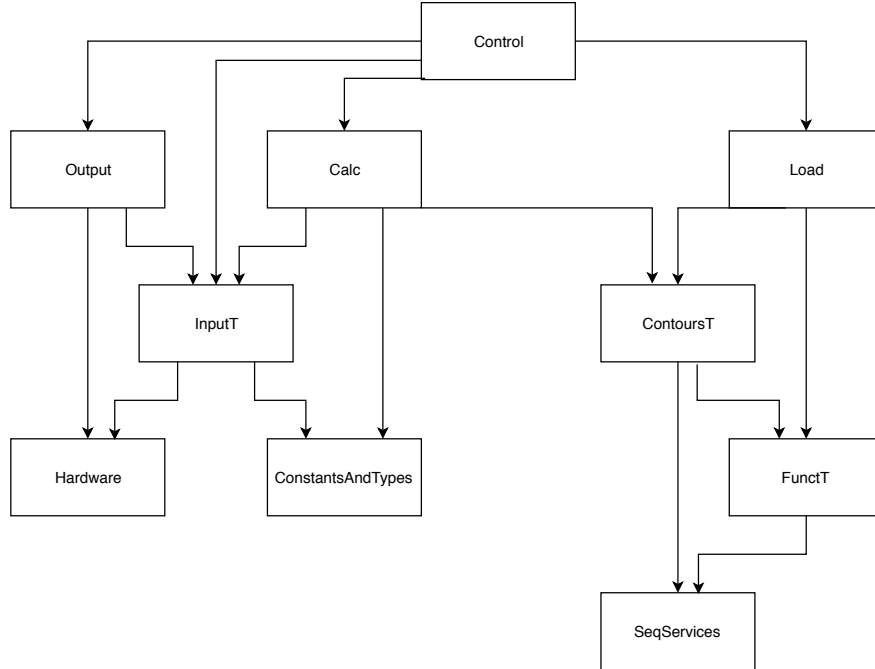 Control
Output
Calc
Load
InputT
ContoursT
Hardware
ConstantsAndTypes
FunctT
SeqServices